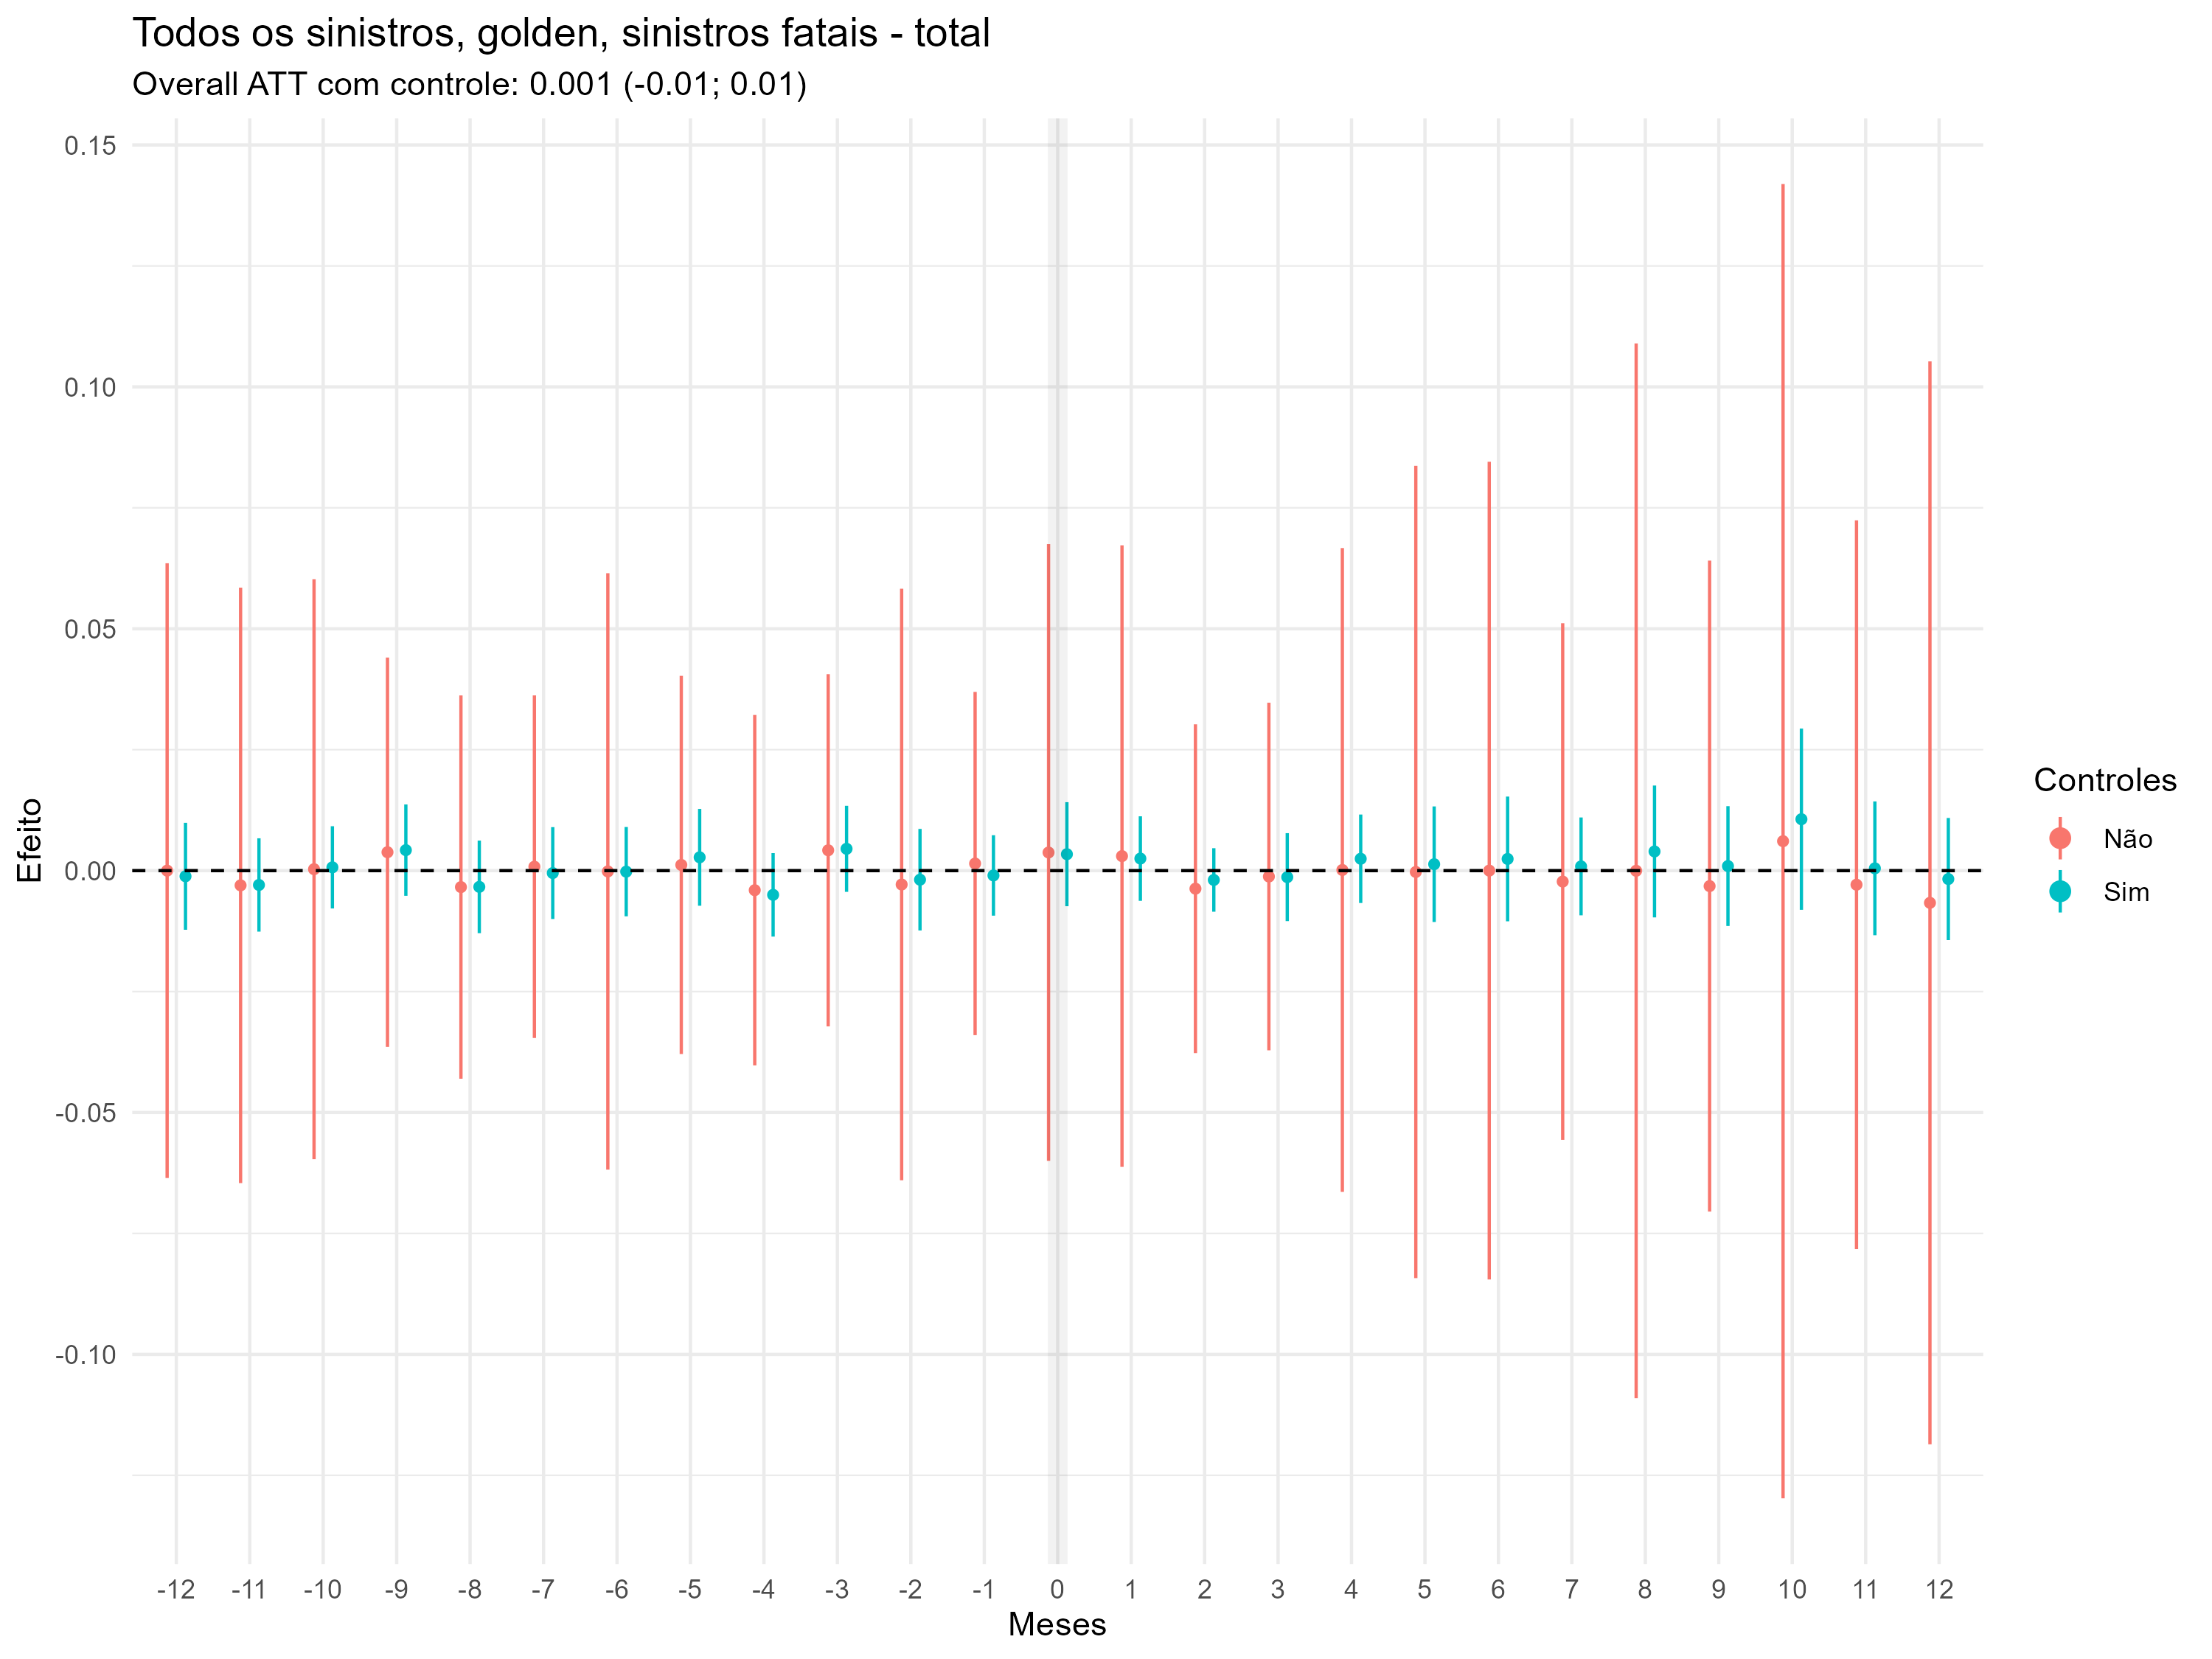 Todos os sinistros, golden, sinistros fatais - total
Overall ATT com controle: 0.001 (-0.01; 0.01)
0.15
0.10
0.05
0.00
-0.05
-0.10
Efeito
-12 -11 -10 -9 -8 -7 -6 -5 -4 -3 -2 -1 0 1 2 3 4 5 6 7 8 9 10 11 12
Meses
Controles
Não
Sim